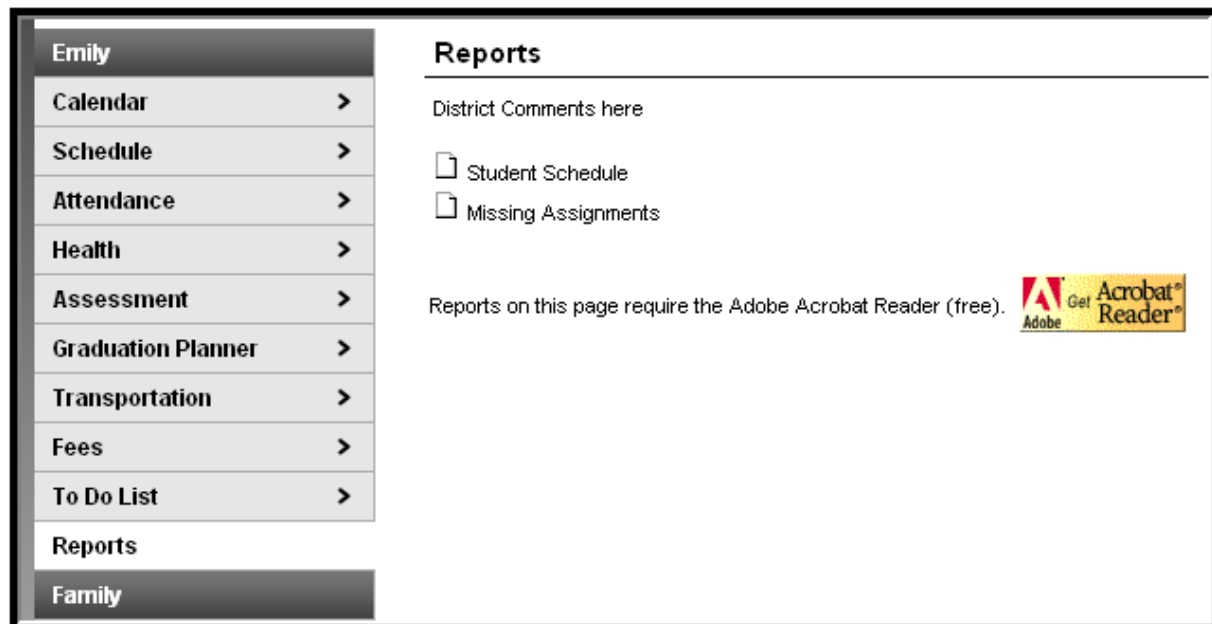 Emily
Calendar
Schedule
Attendance
Health
Assessment
Graduation Planner
Transportation
Fees
To Do List
Reports
Family
Reports
District Comments here
Student Schedule
Missing Assignments
Reports on this page require the Adobe Acrobat Reader (free).
Adobe
Get Acrobat®
Reader®